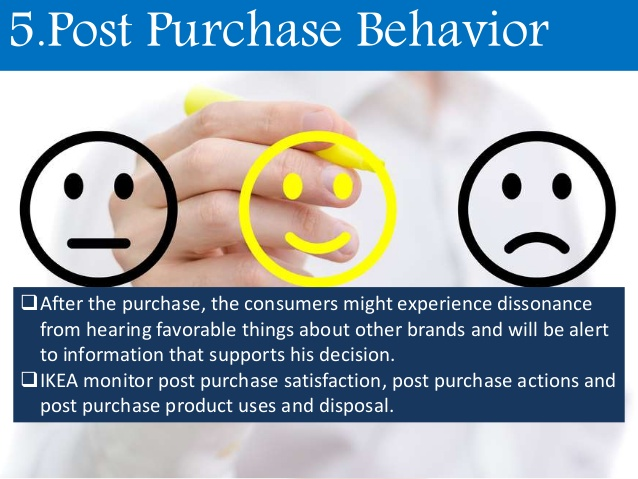 5.Post Purchase Behavior
❑After the purchase, the consumers might experience dissonance
from hearing favorable things about other brands and will be alert
to information that supports his decision.
❑IKEA monitor post purchase satisfaction, post purchase actions and
post purchase product uses and disposal.